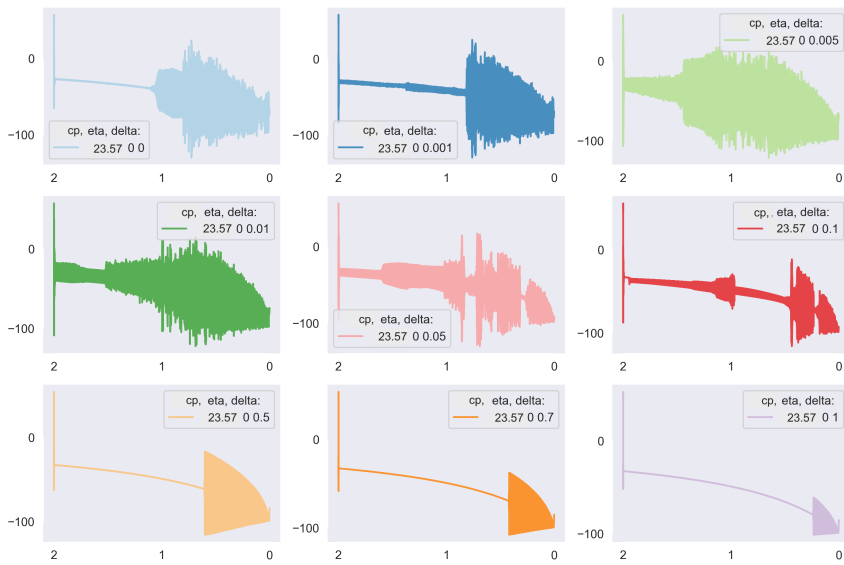 0
−100
2 1 0
cp, eta, delta:
23.57 0 0
0
−100
2 1 0
cp, eta, delta:
23.57 0 0.001
0
−100
2 1 0
cp, eta, delta:
23.57 0 0.005
0
−100
2 1 0
cp, eta, delta:
23.57 0 0.01
0
−100
2 1 0
cp, eta, delta:
23.57 0 0.05
0
−100
2 1 0
cp,. eta, delta:
23.57 0 0.1
0
−100
2 1 0
cp, eta, delta:
23.57 0 0.5
0
−100
2 1 0
cp, eta, delta:
23.57 0 0.7
0
−100
2 1 0
cp, eta, delta:
23.57 0 1